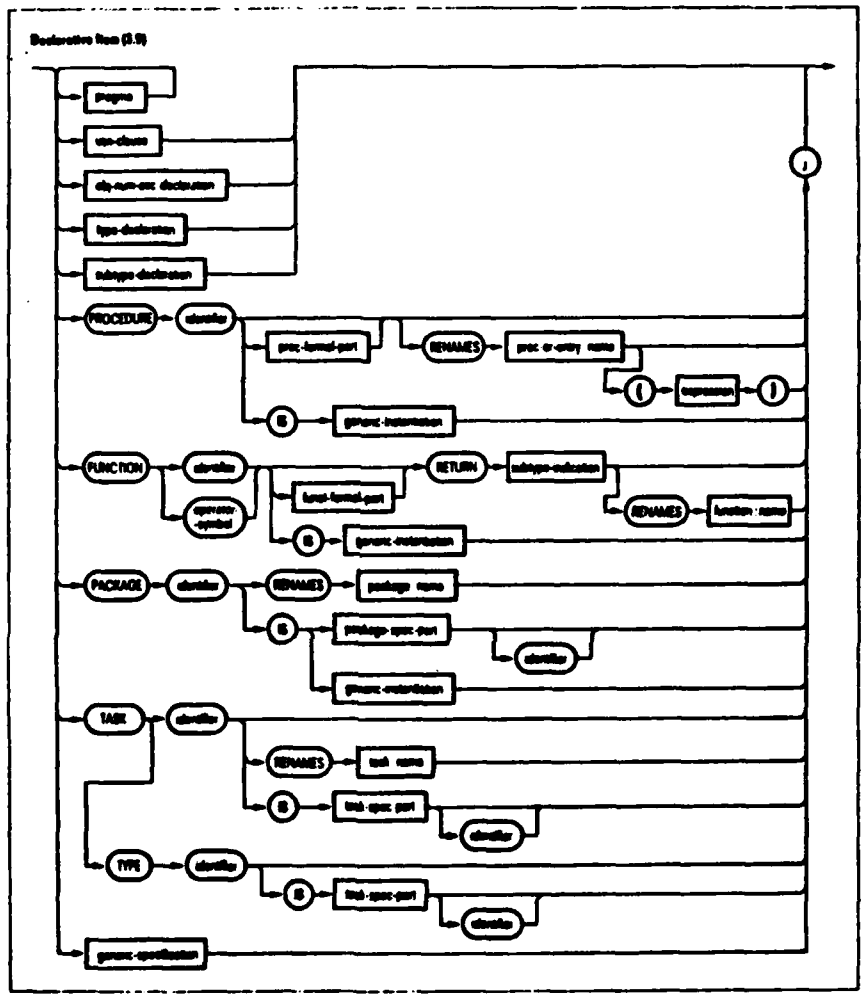 Declarative Item (3.9)
pragma
use-clause
declaration
type-declaration
subtype-declaration
PROCEDURE identifier
proc-formal-part RENAMES proc-or-entry name
( expression )
IS generic-instantiation
FUNCTION identifier RETURN subtype-indication
operator-symbol funct-formal-part RENAMES function name
IS generic-instantiation
PACKAGE identifier RENAMES package name
IS package-spec-part
identifier
generic-instantiation
TASK identifier
RENAMES task name
IS task-spec-part
identifier
TYPE identifier
IS task-spec-part
identifier
generic-specification